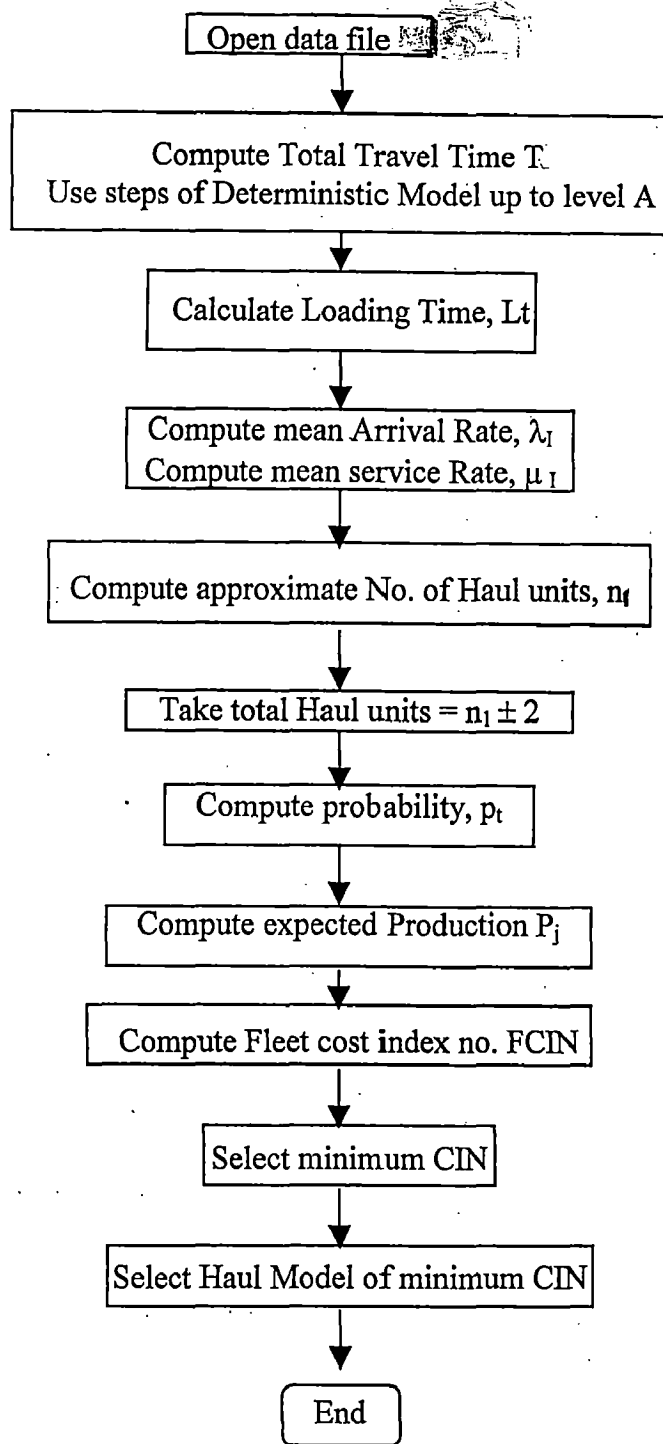 Open data file
Compute Total Travel Time T
Use steps of Deterministic Model up to level A
Calculate Loading Time, Lt
Compute mean Arrival Rate, λI
Compute mean service Rate, μ I
Compute approximate No. of Haul units, n
Take total Haul units = n1 ± 2
Compute probability, pt
Compute expected Production Pj
Compute Fleet cost index no. FCIN
Select minimum CIN
Select Haul Model of minimum CIN
End